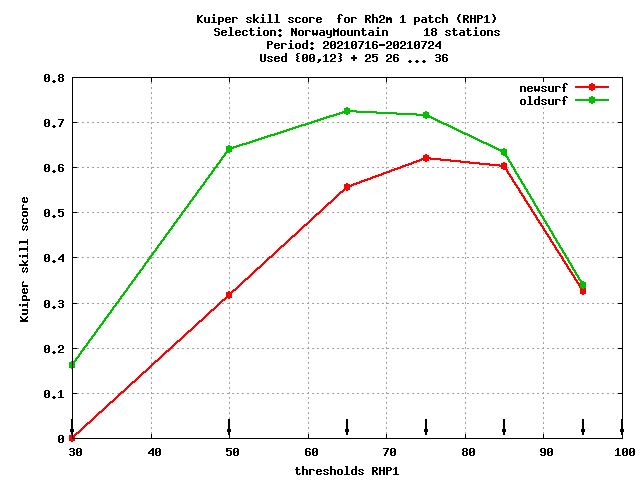 Kuiper skill score  for Rh2m 1 patch (RHP1)
Selection: NorwayMountain     18 stations
Period: 20210716-20210724
Used {00,12} + 25 26 ... 36
newsurf
oldsurf
0.8
0.7
0.6
0.5
0.4
0.3
0.2
0.1
0
Kuiper skill score
30 40 50 60 70 80 90 100
thresholds RHP1